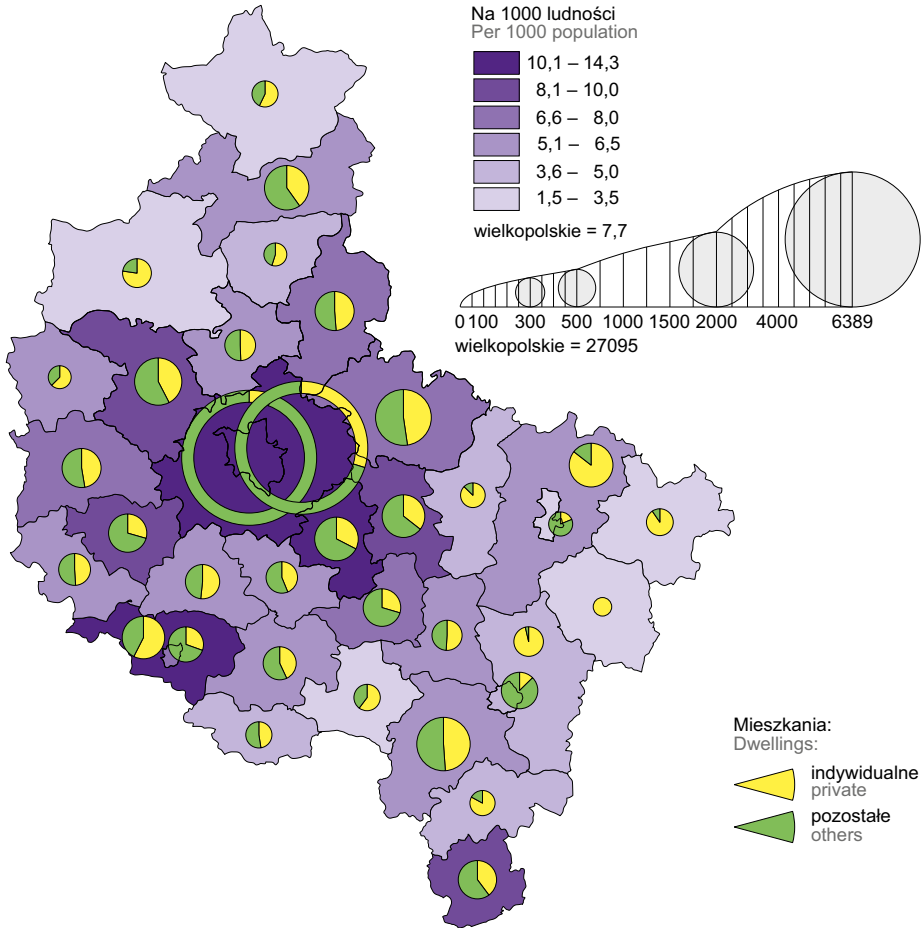 Na 1000 ludności
Per 1000 population
10,1 – 14,3
8,1 – 10,0
6,6 – 8,0
5,1 – 6,5
3,6 – 5,0
1,5 – 3,5
wielkopolskie = 7,7
0 100 300 500 1000 1500 2000 4000 6389
wielkopolskie = 27095
Mieszkania:
Dwellings:
indywidualne
private
pozostałe
others